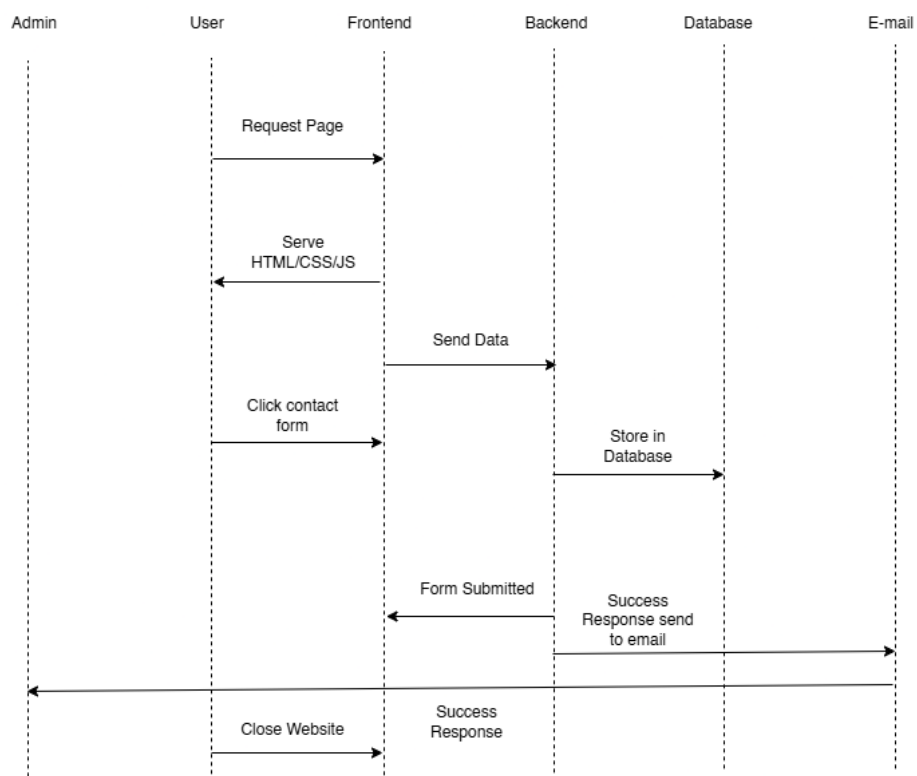 Admin
User
Frontend
Backend
Database
E-mail
Request Page
Serve
HTML/CSS/JS
Send Data
Click contact
form
Store in
Database
Form Submitted
Success
Response send
to email
Success
Response
Close Website